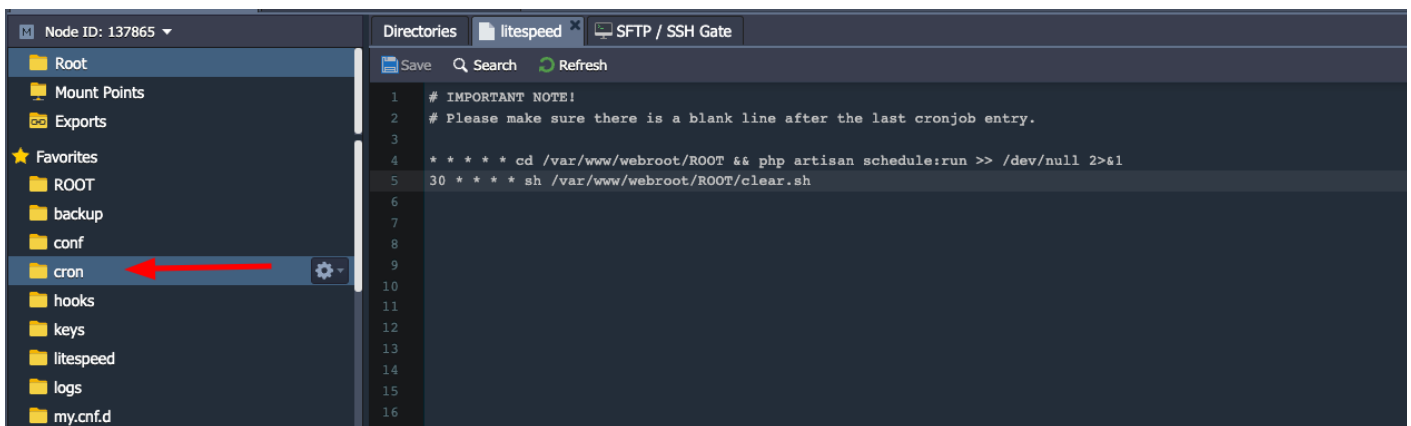 Node ID: 137865
Root
Mount Points
Exports
Favorites
ROOT
backup
conf
cron
hooks
keys
litespeed
logs
my.cnf.d
Directories litespeed SFTP / SSH Gate
Save Search Refresh
1 # IMPORTANT NOTE!
2 # Please make sure there is a blank line after the last cronjob entry.
3
4 * * * * * cd /var/www/webroot/ROOT && php artisan schedule:run >> /dev/null 2>&1
5 30 * * * * sh /var/www/webroot/ROOT/clear.sh
6
7
8
9
10
11
12
13
14
15
16